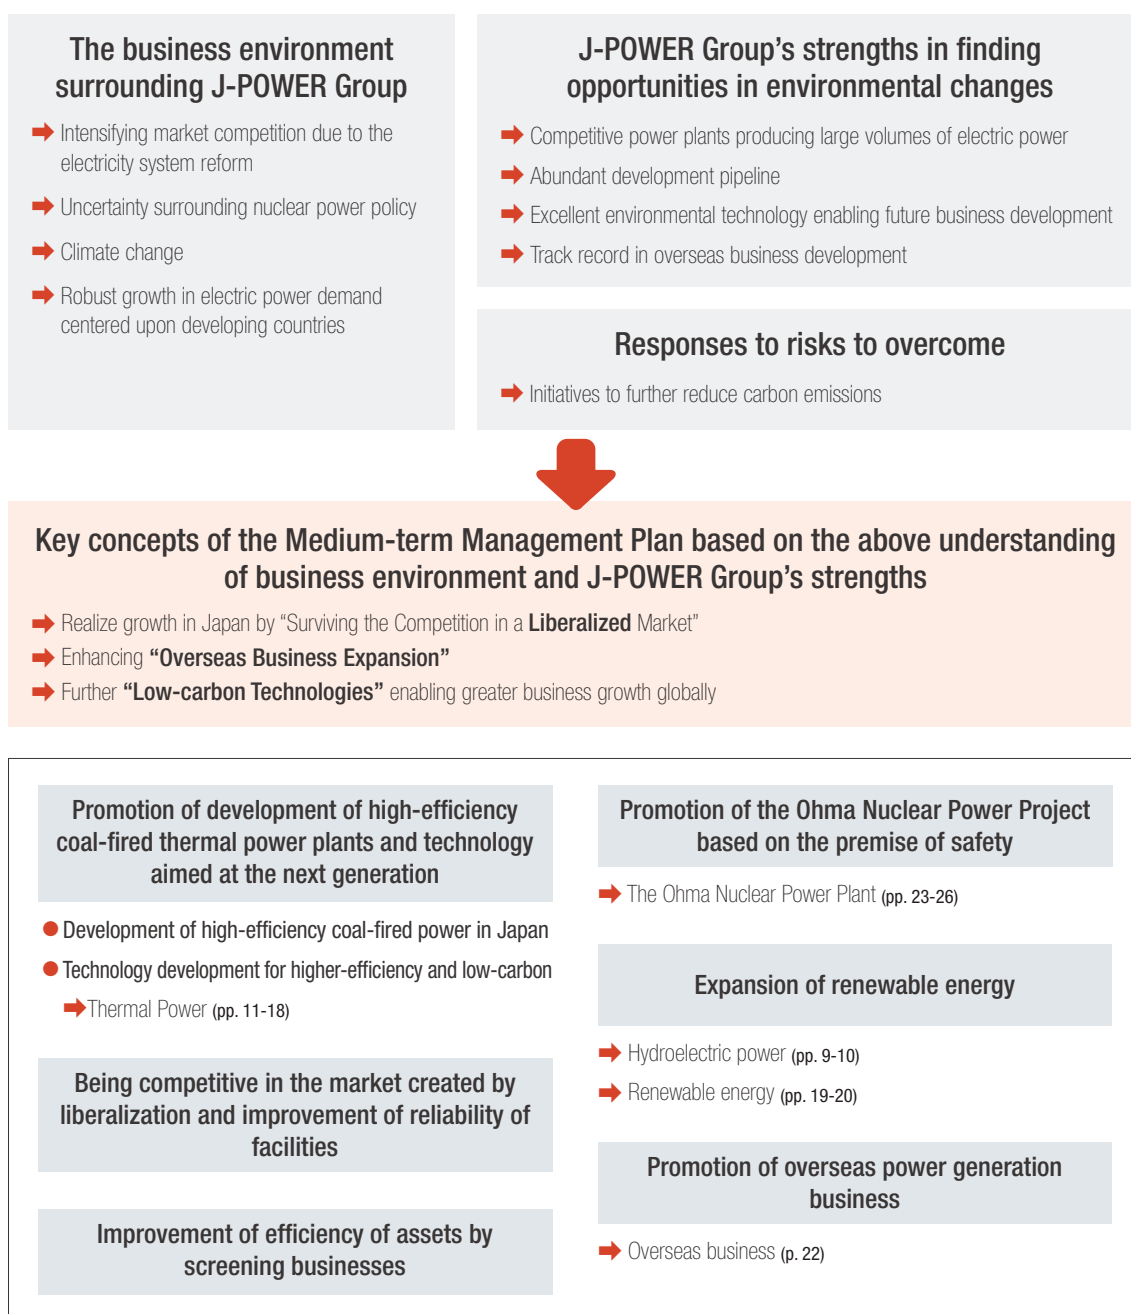 The business environment
surrounding J-POWER Group
Intensifying market competition due to the
electricity system reform
Uncertainty surrounding nuclear power policy
Climate change
Robust growth in electric power demand
centered upon developing countries
J-POWER Group's strengths in finding
opportunities in environmental changes
Competitive power plants producing large volumes of electric power
Abundant development pipeline
Excellent environmental technology enabling future business development
Track record in overseas business development
Responses to risks to overcome
Initiatives to further reduce carbon emissions
Key concepts of the Medium-term Management Plan based on the above understanding
of business environment and J-POWER Group's strengths
Realize growth in Japan by “Surviving the Competition in a Liberalized Market”
Enhancing “Overseas Business Expansion”
Further “Low-carbon Technologies” enabling greater business growth globally
Promotion of development of high-efficiency
coal-fired thermal power plants and technology
aimed at the next generation
● Development of high-efficiency coal-fired power in Japan
● Technology development for higher-efficiency and low-carbon
Thermal Power (pp. 11-18)
Being competitive in the market created by
liberalization and improvement of reliability of
facilities
Improvement of efficiency of assets by
screening businesses
Promotion of the Ohma Nuclear Power Project
based on the premise of safety
The Ohma Nuclear Power Plant (pp. 23-26)
Expansion of renewable energy
Hydroelectric power (pp. 9-10)
Renewable energy (pp. 19-20)
Promotion of overseas power generation
business
Overseas business (p. 22)